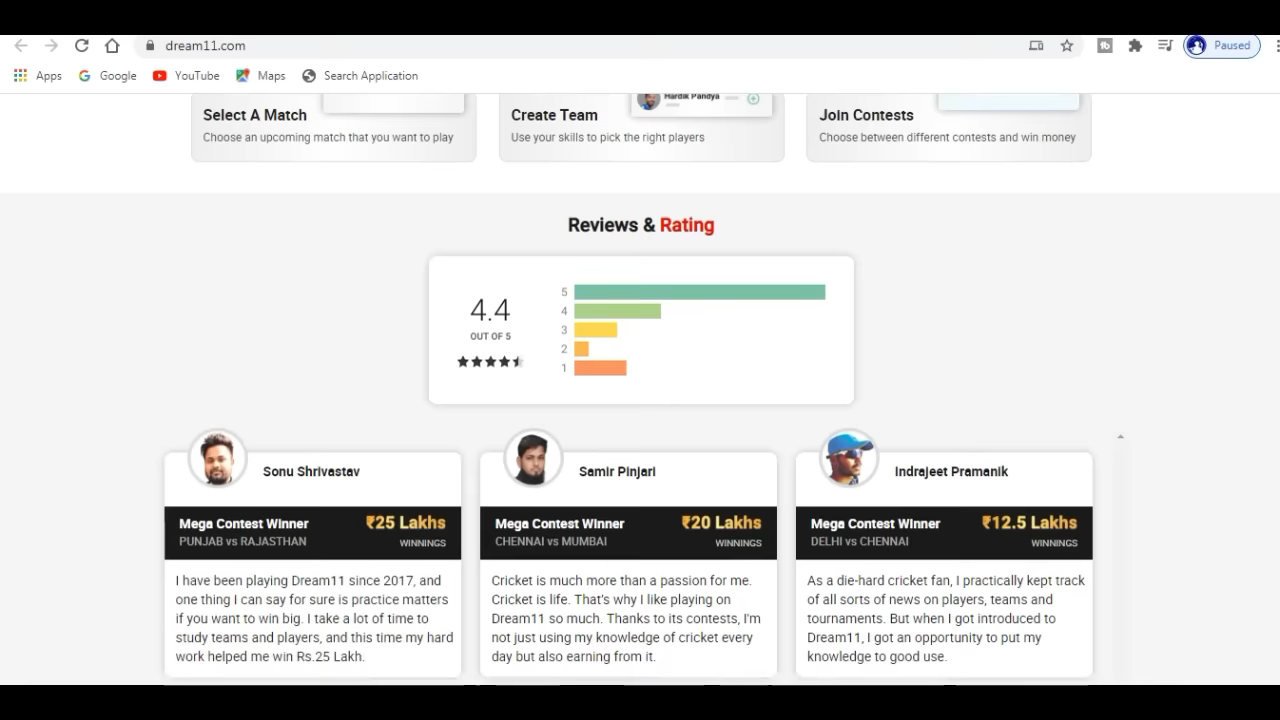 dream11.com
Paused
Apps
Google
YouTube
Maps
Search Application
Hardik Pandya
Select A Match
Choose an upcoming match that you want to play
Create Team
Use your skills to pick the right players
Join Contests
Choose between different contests and win money
Reviews & Rating
4.4
OUT OF 5
5
4
3
2
1
Sonu Shrivastav
Mega Contest Winner
₹25 Lakhs
PUNJAB vs RAJASTHAN
WINNINGS
I have been playing Dream11 since 2017, and
one thing I can say for sure is practice matters
if you want to win big. I take a lot of time to
study teams and players, and this time my hard
work helped me win Rs.25 Lakh.
Samir Pinjari
Mega Contest Winner
₹20 Lakhs
CHENNAI vs MUMBAI
WINNINGS
Cricket is much more than a passion for me.
Cricket is life. That's why I like playing on
Dream11 so much. Thanks to its contests, I'm
not just using my knowledge of cricket every
day but also earning from it.
Indrajeet Pramanik
Mega Contest Winner
₹12.5 Lakhs
DELHI vs CHENNAI
WINNINGS
As a die-hard cricket fan, I practically kept track
of all sorts of news on players, teams and
tournaments. But when I got introduced to
Dream11, I got an opportunity to put my
knowledge to good use.